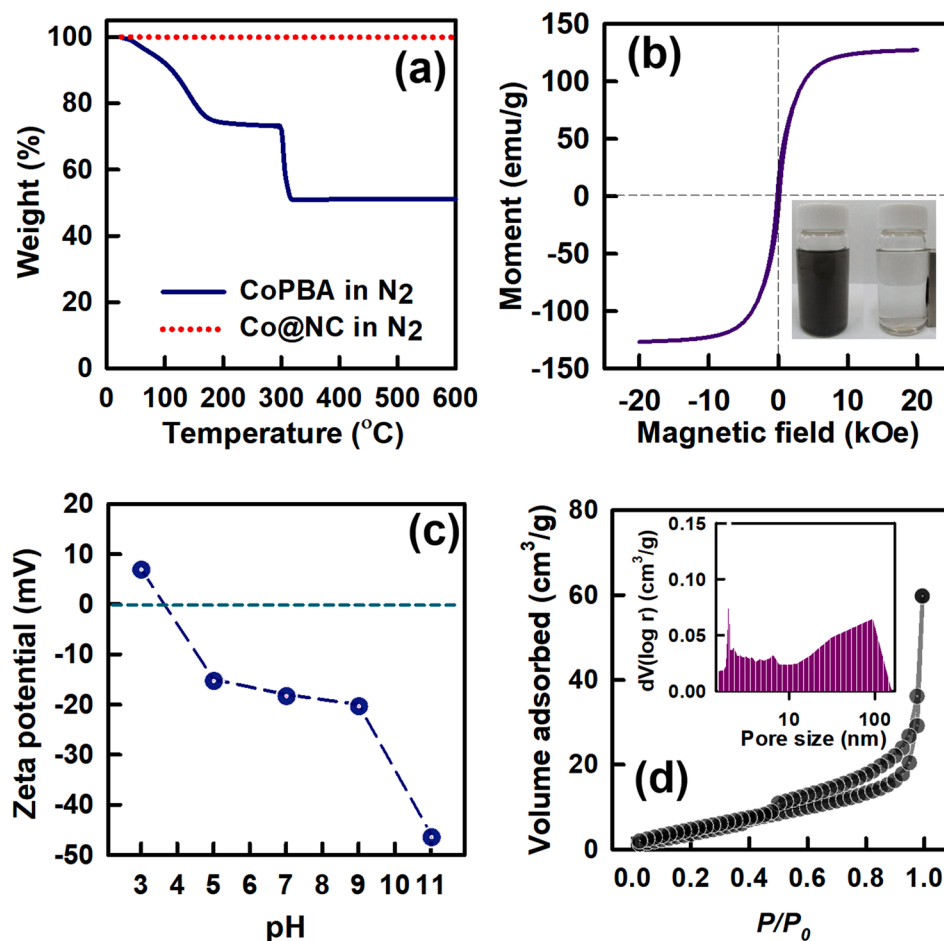 (a)
Weight (%)
100
80
60
40
20
0
CoPBA in N2
Co@NC in N2
0 100 200 300 400 500 600
Temperature (oC)
(b)
Moment (emu/g)
150
100
50
0
-50
-100
-150
-20 -10 0 10 20
Magnetic field (kOe)
(c)
Zeta potential (mV)
20
10
0
-10
-20
-30
-40
-50
3 4 5 6 7 8 9 10 11
pH
(d)
Volume adsorbed (cm3/g)
80
60
40
20
0
dV(log r) (cm3/g)
0.15
0.10
0.05
0.00
10 100
Pore size (nm)
0.0 0.2 0.4 0.6 0.8 1.0
P/P0